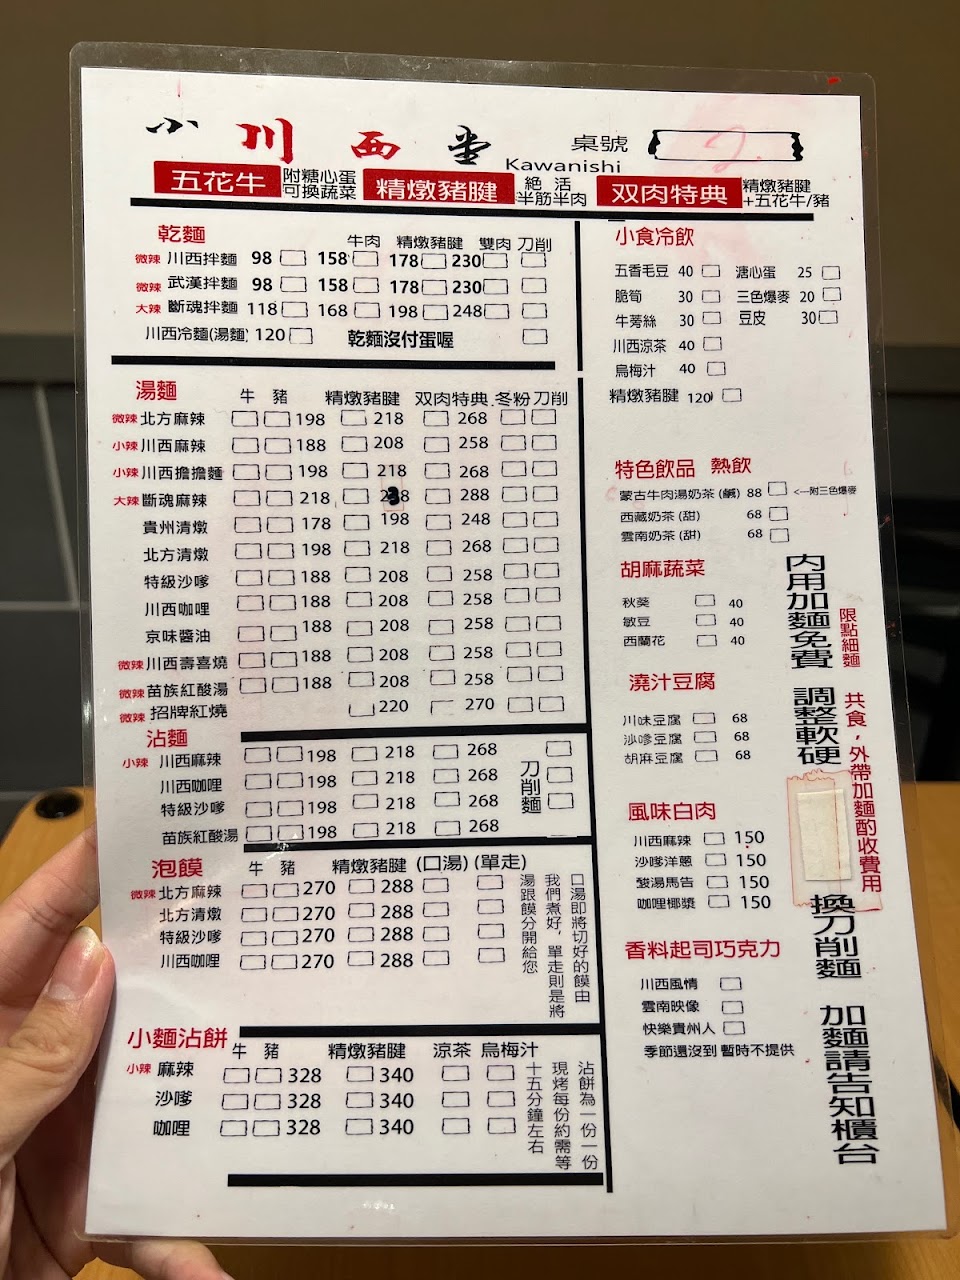 小川西堂 Kawanishi 桌號 2.
五花牛 附糖心蛋 可換蔬菜 精燉豬腱 絕活 半筋半肉 双肉特典 精燉豬腱 +五花牛/豬
乾麵 牛肉 精燉豬腱 雙肉 刀削
微辣 川西拌麵 98 158 178 230
微辣 武漢拌麵 98 158 178 230
大辣 斷魂拌麵 118 168 198 248
川西冷麵(湯麵) 120 乾麵沒付蛋喔
湯麵 牛 豬 精燉豬腱 双肉特典 冬粉 刀削
微辣 北方麻辣 198 218 268
小辣 川西麻辣 188 208 258
小辣 川西擔擔麵 198 218 268
大辣 斷魂麻辣 218 238 288
貴州清燉 178 198 248
北方清燉 198 218 268
特級沙嗲 188 208 258
川西咖哩 188 208 258
京味醬油 188 208 258
微辣 川西壽喜燒 188 208 258
微辣 苗族紅酸湯 188 208 258
微辣 招牌紅燒 220 270
沾麵
小辣 川西麻辣 198 218 268
川西咖哩 198 218 268
特級沙嗲 198 218 268
苗族紅酸湯 198 218 268
刀削麵
泡饃 牛 豬 精燉豬腱 (口湯) (單走)
微辣 北方麻辣 270 288
北方清燉 270 288
特級沙嗲 270 288
川西咖哩 270 288
口湯即將切好的饃由
我們煮好，單走則是將
湯跟饃分開給您
小麵沾餅 牛 豬 精燉豬腱 涼茶 烏梅汁
小辣 麻辣 328 340
沙嗲 328 340
咖哩 328 340
沾餅為一份一份
現烤每份約需等
十五分鐘左右
小食冷飲
五香毛豆 40 溏心蛋 25
脆筍 30 三色爆麥 20
牛蒡絲 30 豆皮 30
川西涼茶 40
烏梅汁 40
精燉豬腱 120
特色飲品 熱飲
蒙古牛肉湯奶茶(鹹) 88 <---附三色爆麥
西藏奶茶(甜) 68
雲南奶茶(甜) 68
胡麻蔬菜
秋葵 40
敏豆 40
西蘭花 40
澆汁豆腐
川味豆腐 68
沙嗲豆腐 68
胡麻豆腐 68
風味白肉
川西麻辣 150
沙嗲洋蔥 150
酸湯馬告 150
咖哩椰漿 150
香料起司巧克力
川西風情
雲南映像
快樂貴州人
季節還沒到 暫時不提供
限點細麵
共食，外帶加麵酌收費用
內用加麵免費 調整軟硬 換刀削麵 加麵請告知櫃台